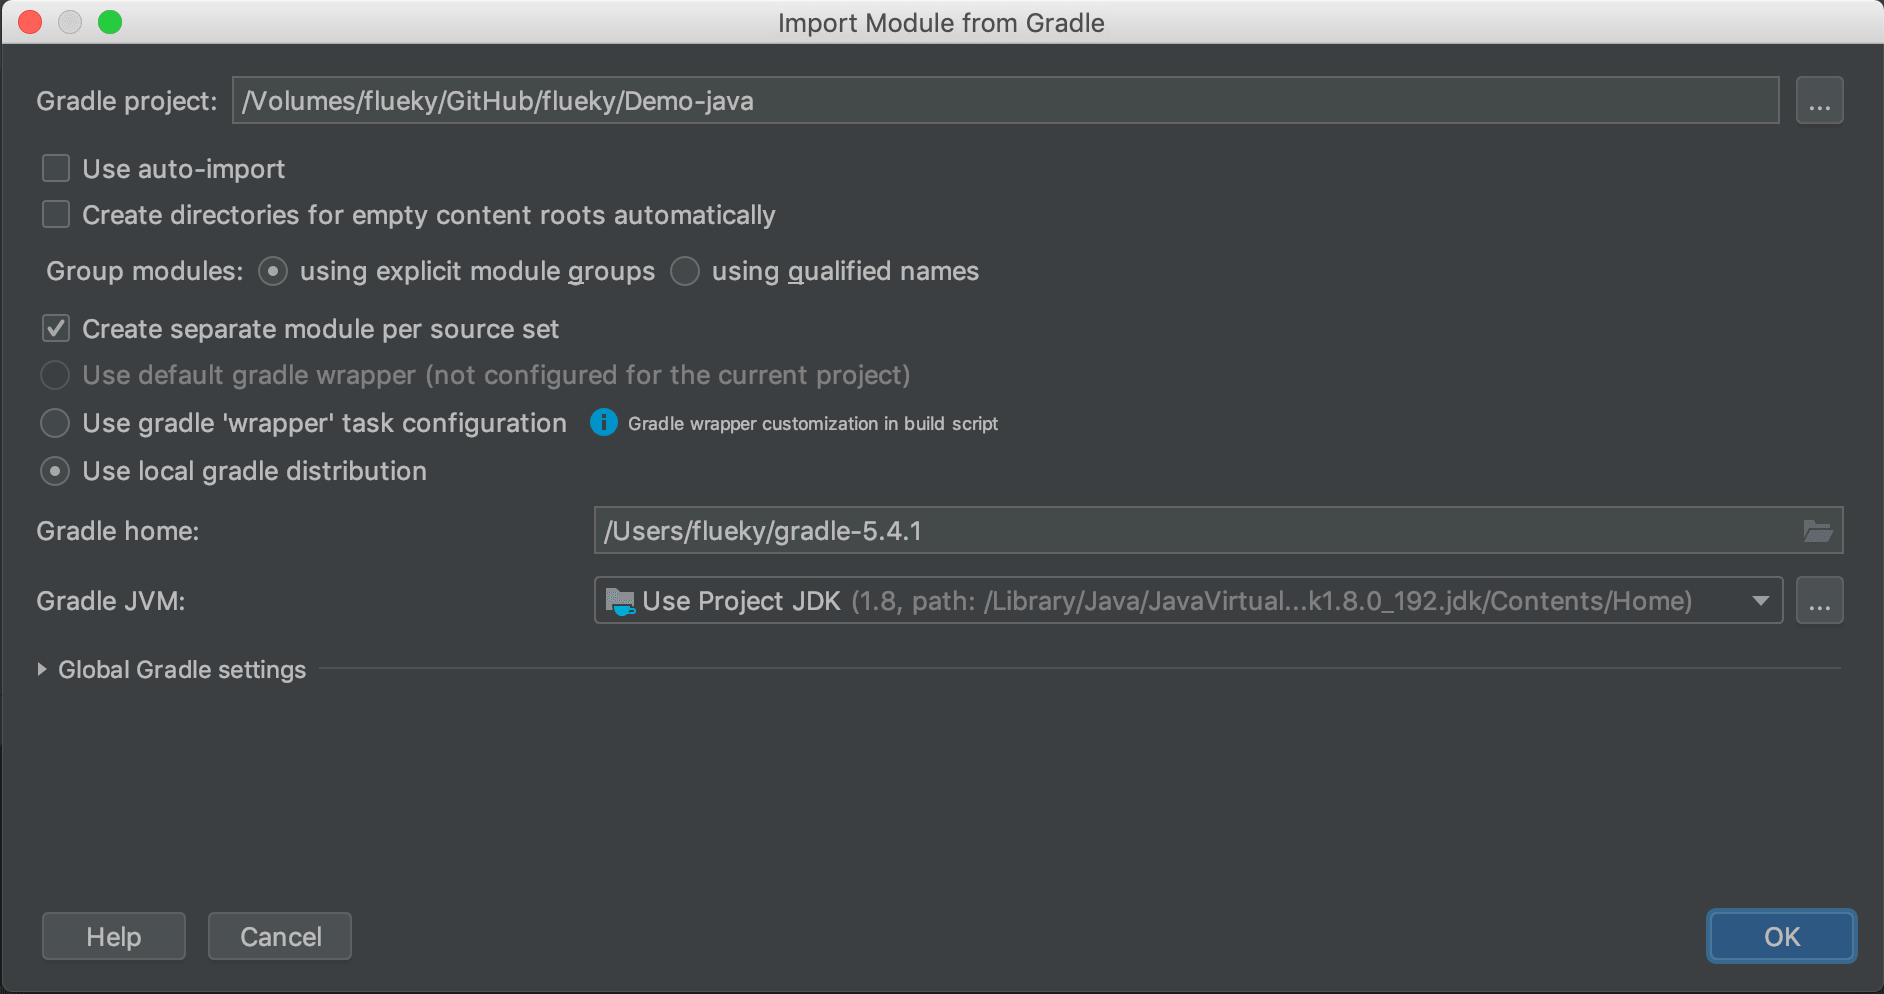 Import Module from Gradle
Gradle project: /Volumes/flueky/GitHub/flueky/Demo-java ...
Use auto-import
Create directories for empty content roots automatically
Group modules: using explicit module groups using qualified names
Create separate module per source set
Use default gradle wrapper (not configured for the current project)
Use gradle 'wrapper' task configuration Gradle wrapper customization in build script
Use local gradle distribution
Gradle home: /Users/flueky/gradle-5.4.1
Gradle JVM: Use Project JDK (1.8, path: /Library/Java/JavaVirtual...k1.8.0_192.jdk/Contents/Home) ...
Global Gradle settings
Help Cancel OK